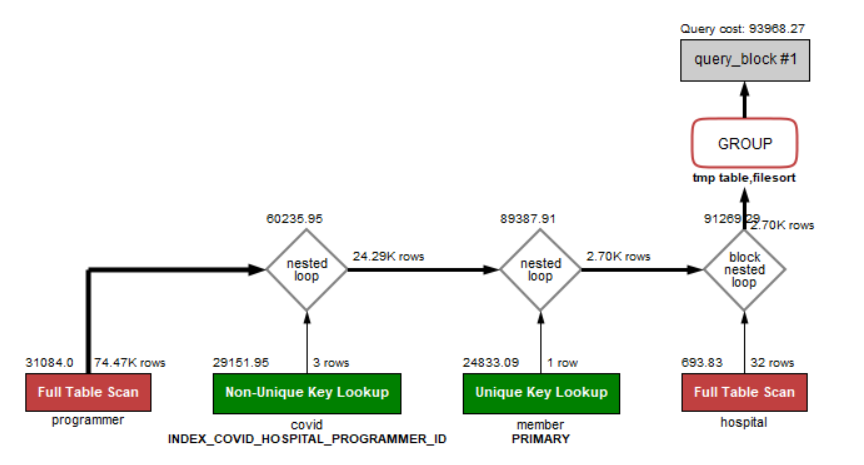 Query cost: 93968.27
query_block #1
GROUP
tmp table,filesort
60235.95
89387.91
91269.29
2.70K rows
nested
loop
24.29K rows
nested
loop
2.70K rows
block
nested
loop
31084.0
74.47K rows
29151.95
3 rows
24833.09
1 row
693.83
32 rows
Full Table Scan
Non-Unique Key Lookup
Unique Key Lookup
Full Table Scan
programmer
covid
INDEX_COVID_HOSPITAL_PROGRAMMER_ID
member
PRIMARY
hospital